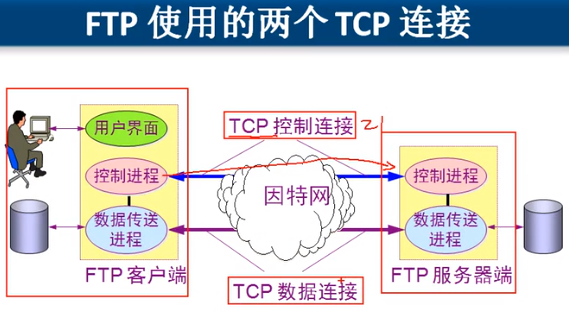 FTP 使用的两个 TCP 连接
用户界面
TCP 控制连接
控制进程
因特网
控制进程
数据传送
进程
数据传送
进程
FTP 客户端
TCP 数据连接
FTP 服务器端